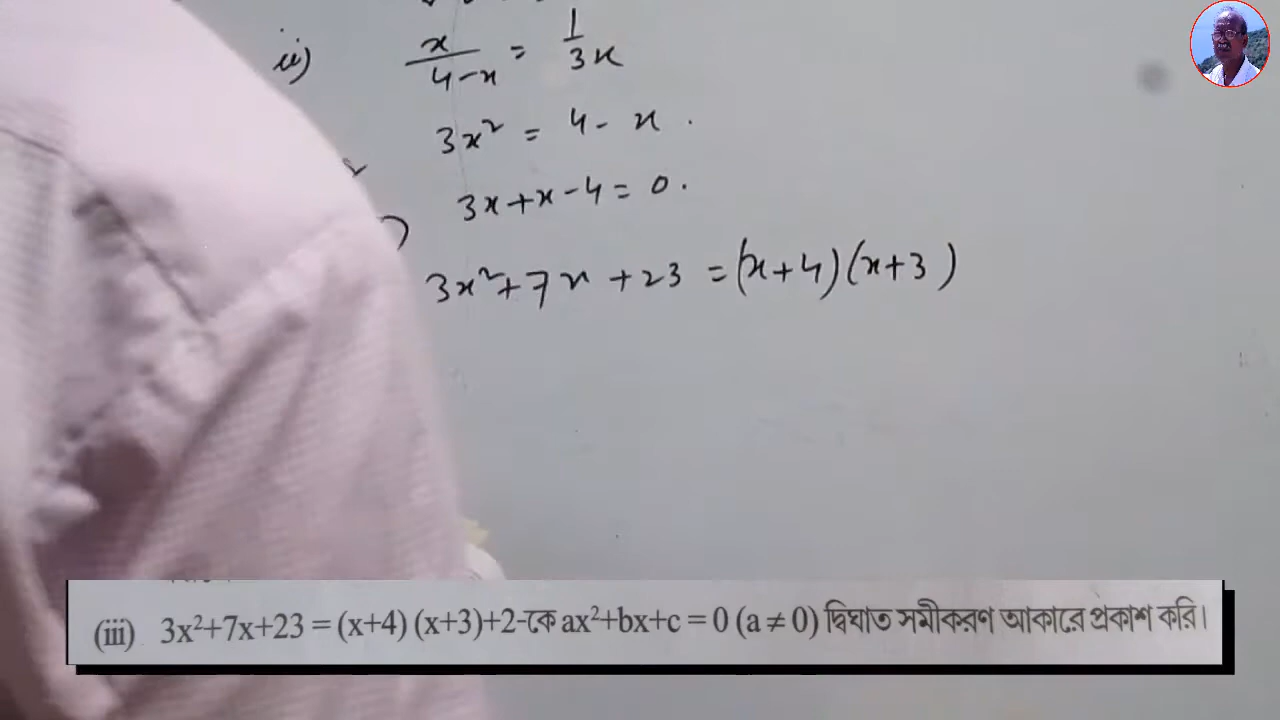 ii) x/4-x = 1/3x
3x² = 4 - x .
3x+x-4 = 0 .
3x²+7x+23 = (x+4)(x+3)
(iii) 3x²+7x+23 = (x+4) (x+3)+2-কে ax²+bx+c = 0 (a ≠ 0) দ্বিঘাত সমীকরণ আকারে প্রকাশ করি।